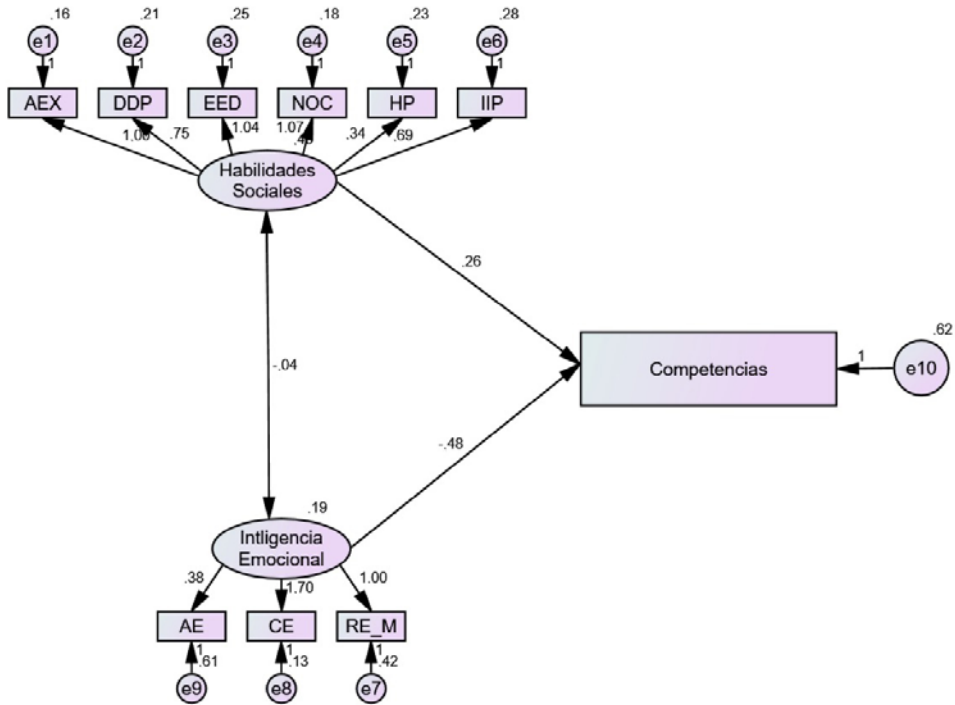 .16 .21 .25 .18 .23 .28
e1 e2 e3 e4 e5 e6
1 1 1 1 1 1
AEX DDP EED NOC HP IIP
1.00 .75 1.04 1.07 .34 .69
Habilidades
Sociales
.26
-.04
.62
Competencias
1
e10
-.48
.19
Intligencia
Emocional
.38 1.70 1.00
AE CE RE_M
1 1 1
.61 .13 .42
e9 e8 e7